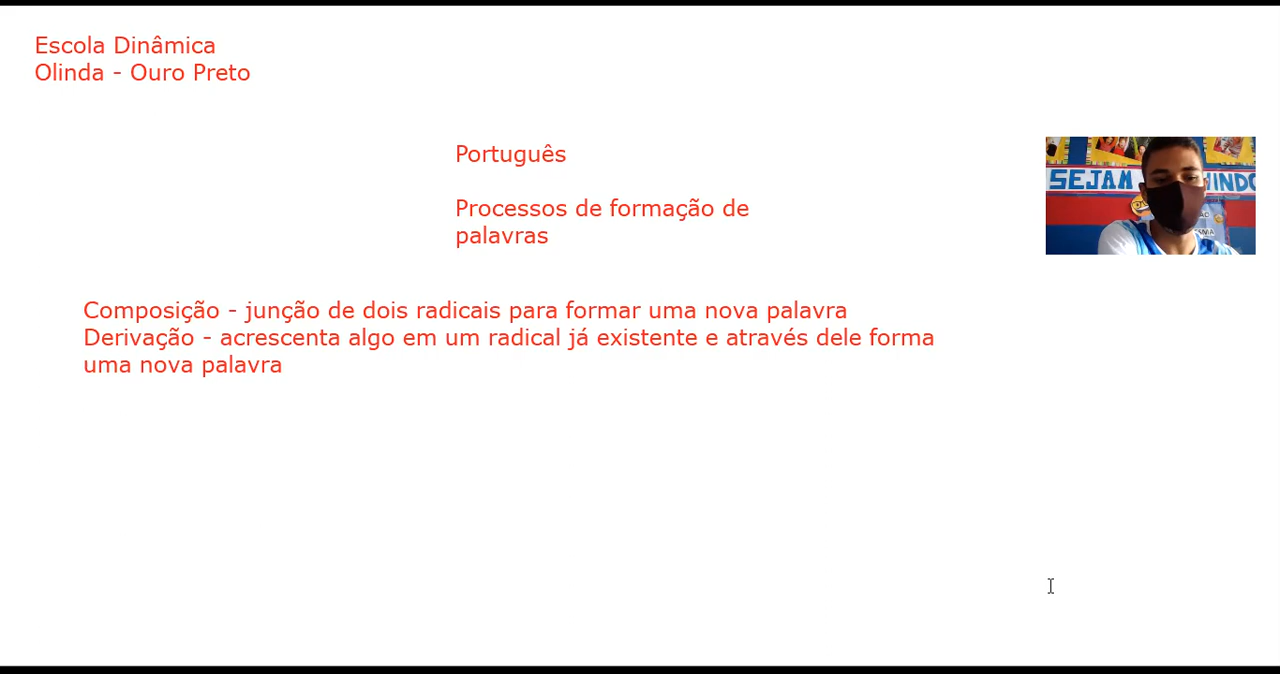 Escola Dinâmica
Olinda - Ouro Preto
Português
Processos de formação de
palavras
SEJAM
Composição - junção de dois radicais para formar uma nova palavra
Derivação - acrescenta algo em um radical já existente e através dele forma
uma nova palavra